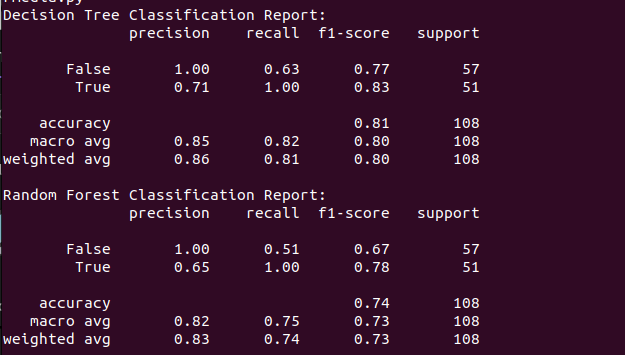 Decision Tree Classification Report:
precision recall f1-score support
False 1.00 0.63 0.77 57
True 0.71 1.00 0.83 51
accuracy 0.81 108
macro avg 0.85 0.82 0.80 108
weighted avg 0.86 0.81 0.80 108
Random Forest Classification Report:
precision recall f1-score support
False 1.00 0.51 0.67 57
True 0.65 1.00 0.78 51
accuracy 0.74 108
macro avg 0.82 0.75 0.73 108
weighted avg 0.83 0.74 0.73 108